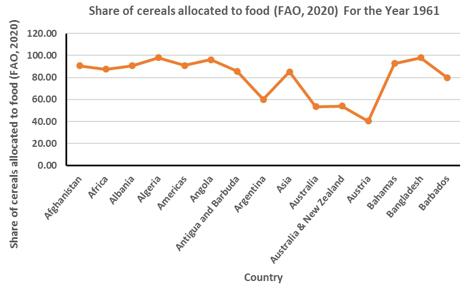 Share of cereals allocated to food (FAO, 2020) For the Year 1961
Share of cereals allocated to food (FAO, 2020)
120.00
100.00
80.00
60.00
40.00
20.00
0.00
Afghanistan
Africa
Albania
Algeria
Americas
Angola
Antigua and Barbuda
Argentina
Asia
Australia
Australia & New Zealand
Austria
Bahamas
Bangladesh
Barbados
Country